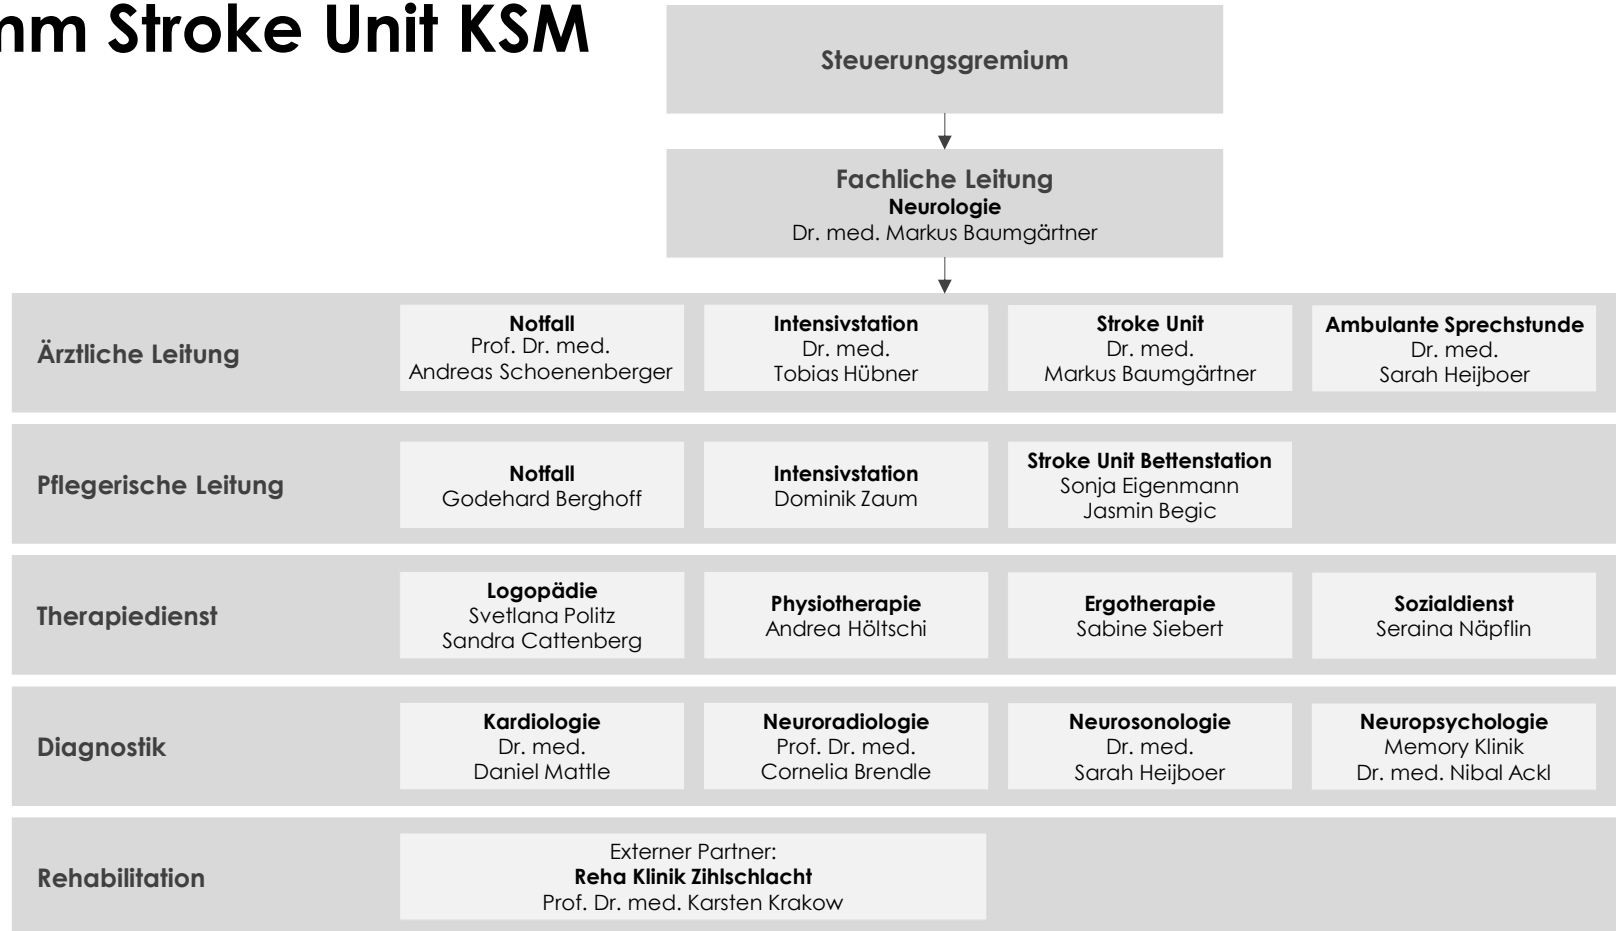 Stroke Unit KSM
Steuerungsgremium
Fachliche Leitung
Neurologie
Dr. med. Markus Baumgärtner
Ärztliche Leitung
Notfall
Prof. Dr. med.
Andreas Schoenenberger
Intensivstation
Dr. med.
Tobias Hübner
Stroke Unit
Dr. med.
Markus Baumgärtner
Ambulante Sprechstunde
Dr. med.
Sarah Heijboer
Pflegerische Leitung
Notfall
Godehard Berghoff
Intensivstation
Dominik Zaum
Stroke Unit Bettenstation
Sonja Eigenmann
Jasmin Begic
Therapiedienst
Logopädie
Svetlana Politz
Sandra Cattenberg
Physiotherapie
Andrea Höltschi
Ergotherapie
Sabine Siebert
Sozialdienst
Seraina Näpflin
Diagnostik
Kardiologie
Dr. med.
Daniel Mattle
Neuroradiologie
Prof. Dr. med.
Cornelia Brendle
Neurosonologie
Dr. med.
Sarah Heijboer
Neuropsychologie
Memory Klinik
Dr. med. Nibal Ackl
Rehabilitation
Externer Partner:
Reha Klinik Zihlschlacht
Prof. Dr. med. Karsten Krakow